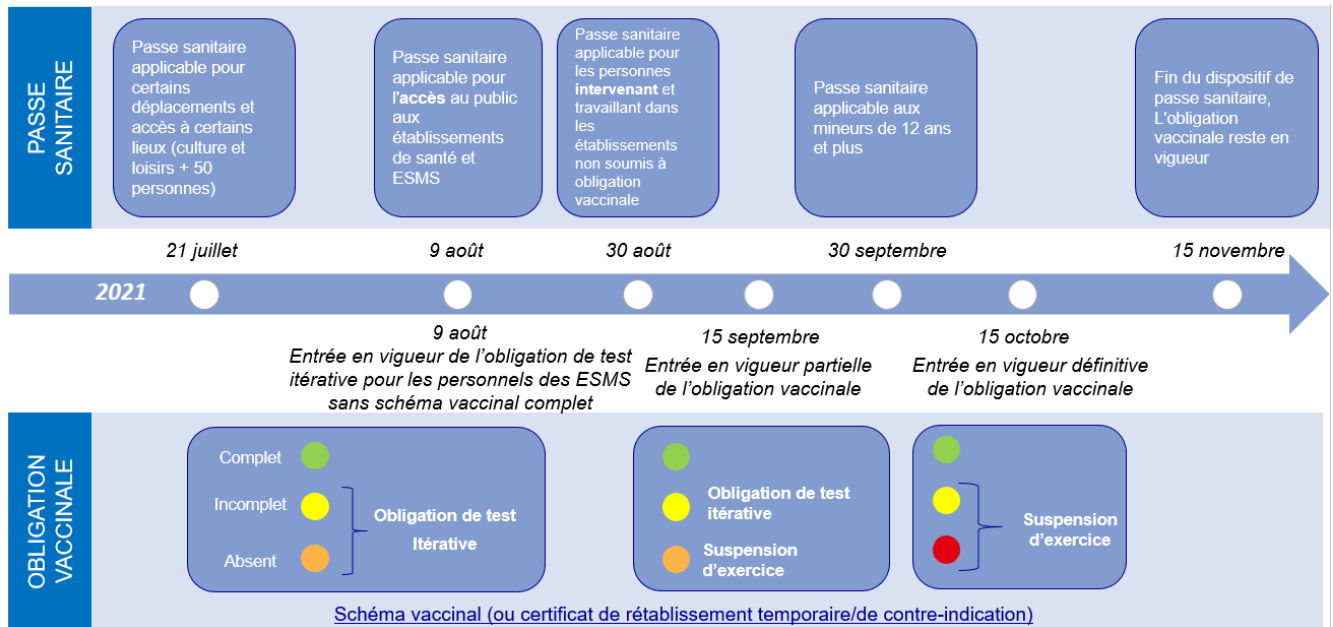 PASSE
SANITAIRE
Passe sanitaire
applicable pour
certains
déplacements et
accès à certains
lieux (culture et
loisirs + 50
personnes)
Passe sanitaire
applicable pour
l'accès au public
aux
établissements
de santé et
ESMS
Passe sanitaire
applicable pour
les personnes
intervenant et
travaillant dans
les
établissements
non soumis à
obligation
vaccinale
Passe sanitaire
applicable aux
mineurs de 12 ans
et plus
Fin du dispositif de
passe sanitaire,
L'obligation
vaccinale reste en
vigueur
21 juillet
9 août
30 août
30 septembre
15 novembre
2021
9 août
Entrée en vigueur de l'obligation de test
itérative pour les personnels des ESMS
sans schéma vaccinal complet
15 septembre
Entrée en vigueur partielle
de l'obligation vaccinale
15 octobre
Entrée en vigueur définitive
de l'obligation vaccinale
OBLIGATION
VACCINALE
Complet
Incomplet
Absent
Obligation de test
Itérative
Obligation de test
itérative
Suspension
d'exercice
Suspension
d'exercice
Schéma vaccinal (ou certificat de rétablissement temporaire/de contre-indication)